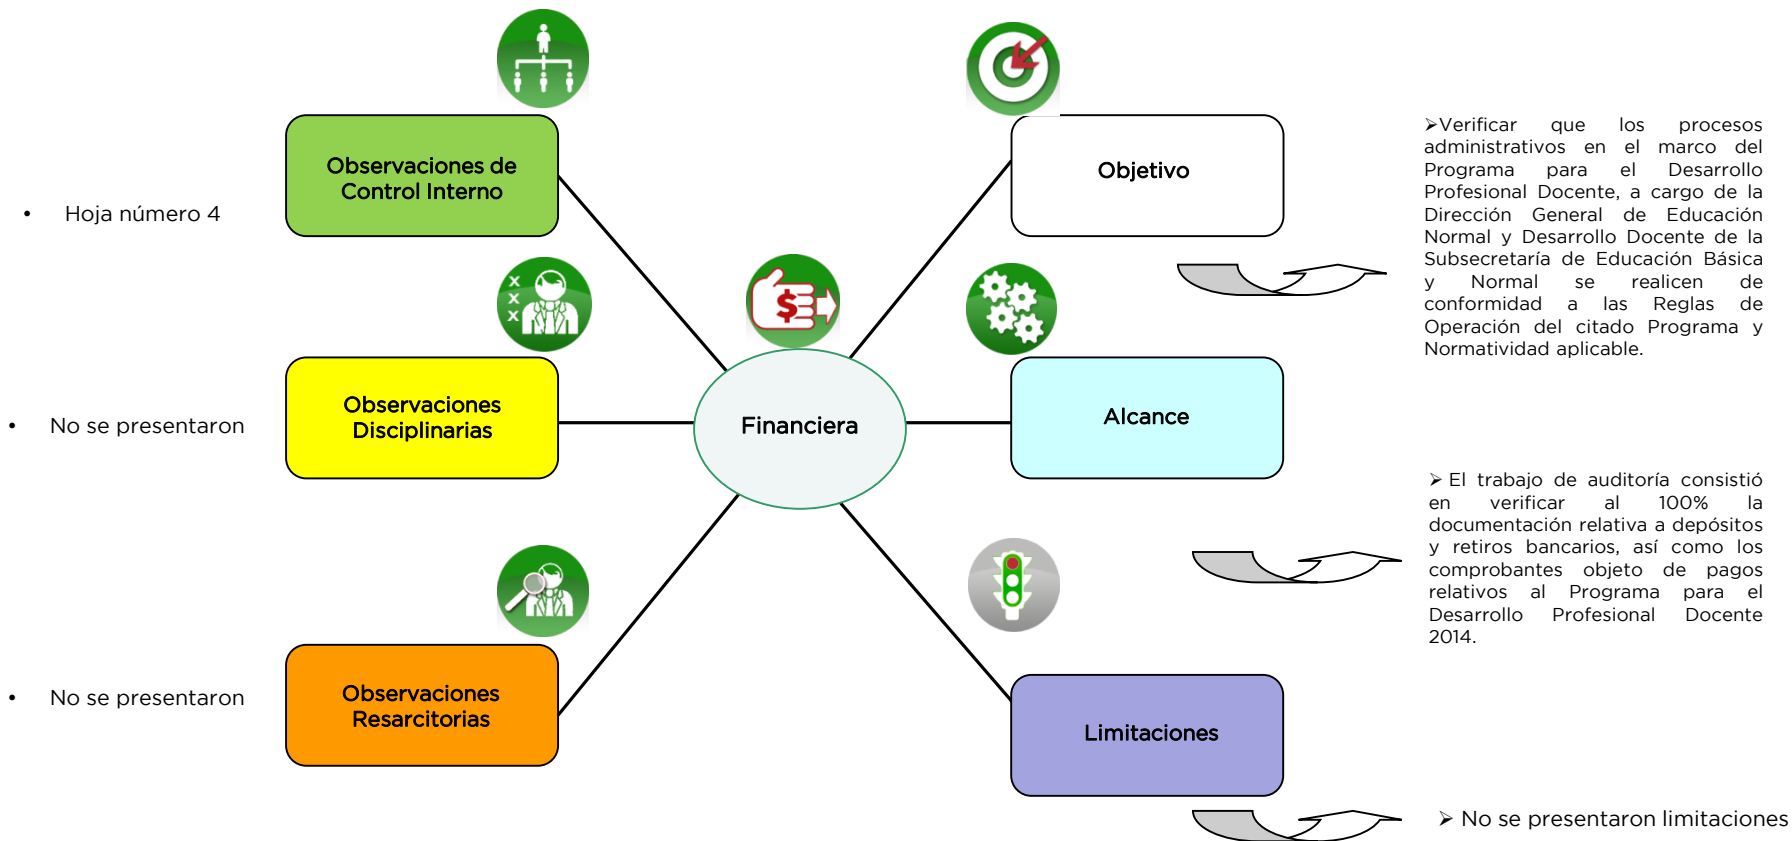 Observaciones de
Control Interno
• Hoja número 4
Observaciones
Disciplinarias
• No se presentaron
Observaciones
Resarcitorias
• No se presentaron
$
Financiera
x
x
x
Objetivo
➢Verificar que los procesos
administrativos en el marco del
Programa para el Desarrollo
Profesional Docente, a cargo de la
Dirección General de Educación
Normal y Desarrollo Docente de la
Subsecretaría de Educación Básica
y Normal se realicen de
conformidad a las Reglas de
Operación del citado Programa y
Normatividad aplicable.
Alcance
➢ El trabajo de auditoría consistió
en verificar al 100% la
documentación relativa a depósitos
y retiros bancarios, así como los
comprobantes objeto de pagos
relativos al Programa para el
Desarrollo Profesional Docente
2014.
Limitaciones
➢ No se presentaron limitaciones